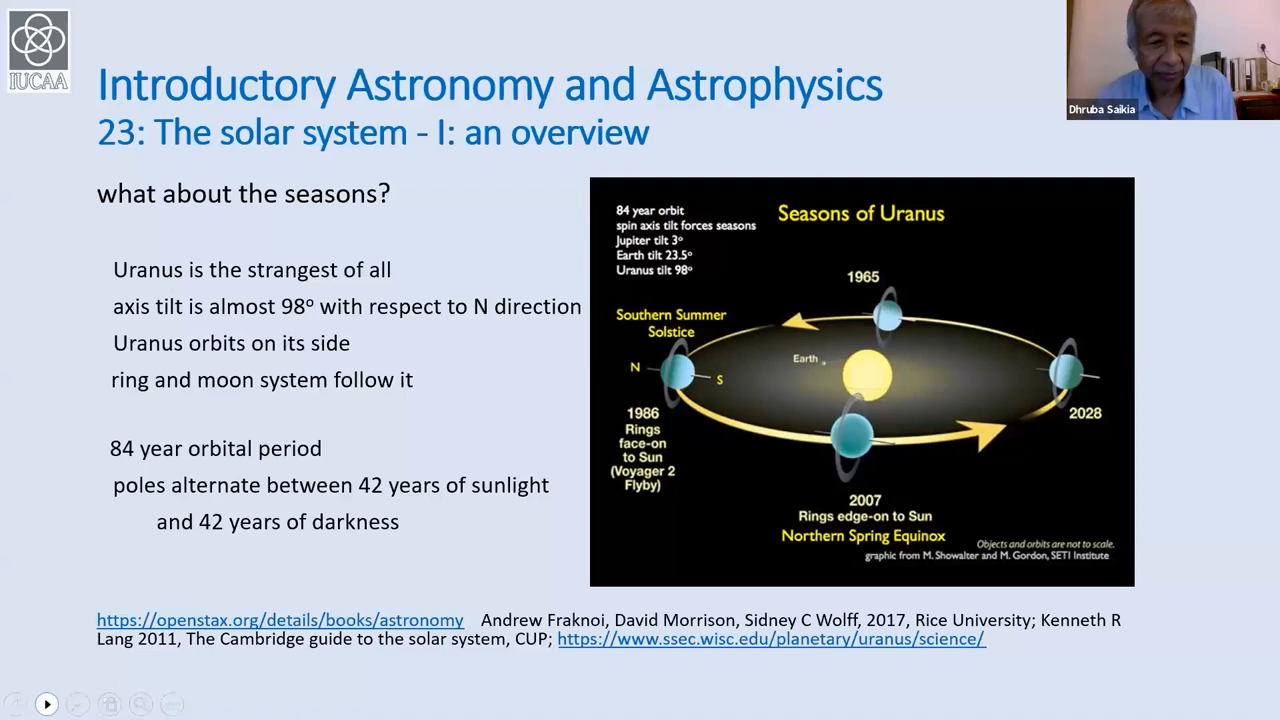 IUCAA
Introductory Astronomy and Astrophysics
23: The solar system - I: an overview
Dhruba Saikia
what about the seasons?
Uranus is the strangest of all
axis tilt is almost 98° with respect to N direction
Uranus orbits on its side
ring and moon system follow it
84 year orbital period
poles alternate between 42 years of sunlight
and 42 years of darkness
84 year orbit
spin axis tilt forces seasons
Jupiter tilt 3°
Earth tilt 23.5°
Uranus tilt 98°
Seasons of Uranus
1965
Southern Summer
Solstice
Earth
N
S
1986
Rings
face-on
to Sun
(Voyager 2
Flyby)
2028
2007
Rings edge-on to Sun
Northern Spring Equinox
Objects and orbits are not to scale.
graphic from M. Showalter and M. Gordon, SETI Institute
https://openstax.org/details/books/astronomy Andrew Fraknoi, David Morrison, Sidney C Wolff, 2017, Rice University; Kenneth R
Lang 2011, The Cambridge guide to the solar system, CUP; https://www.ssec.wisc.edu/planetary/uranus/science/